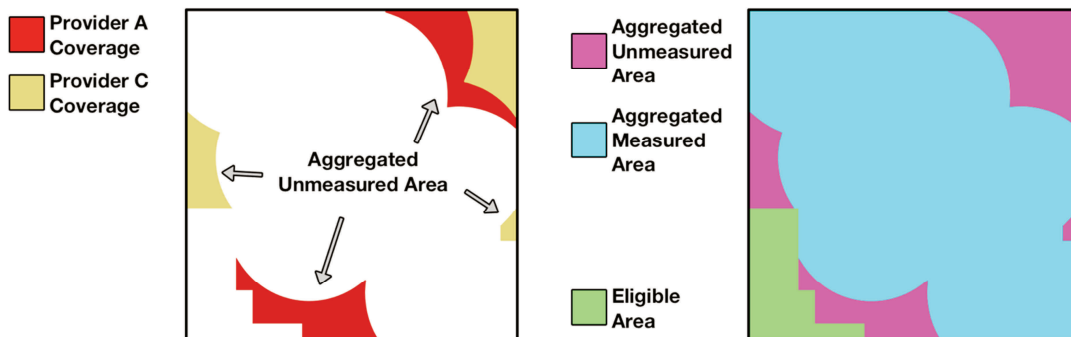 Provider A
Coverage
Provider C
Coverage
Aggregated
Unmeasured Area
Aggregated
Unmeasured
Area
Aggregated
Measured
Area
Eligible
Area